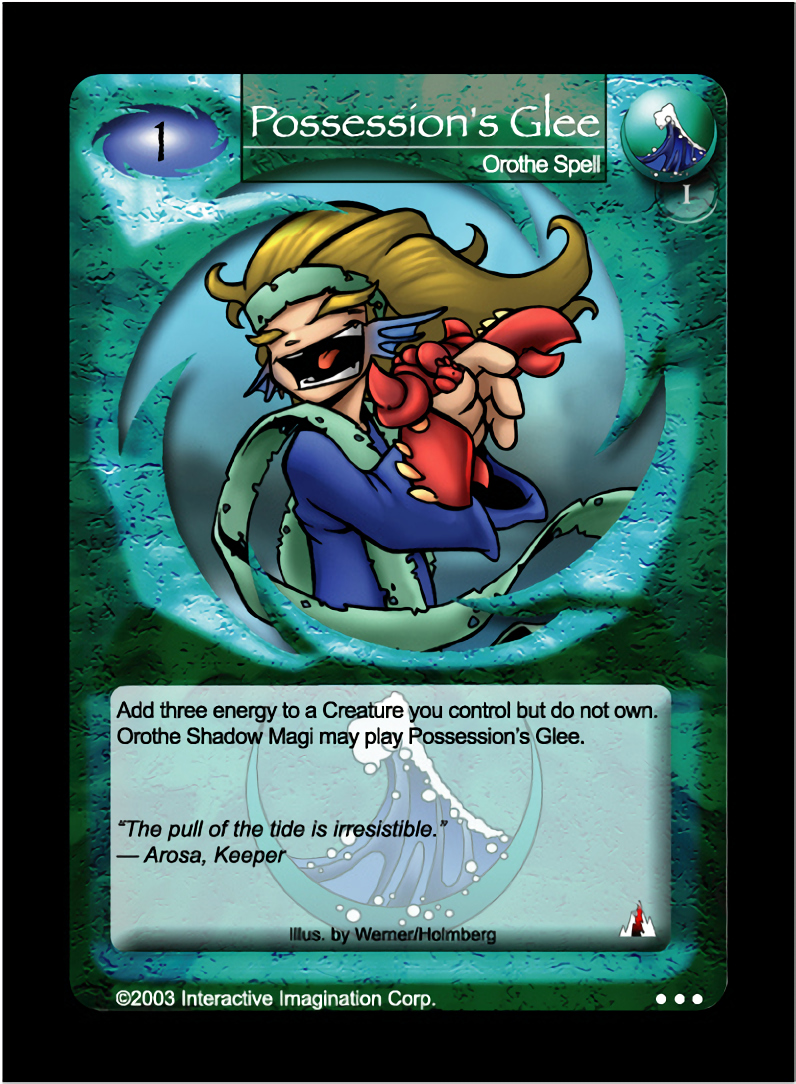 1
Possession's Glee
Orothe Spell
1
Add three energy to a Creature you control but do not own.
Orothe Shadow Magi may play Possession's Glee.
"The pull of the tide is irresistible."
— Arosa, Keeper
Illus. by Werner/Holmberg
©2003 Interactive Imagination Corp.